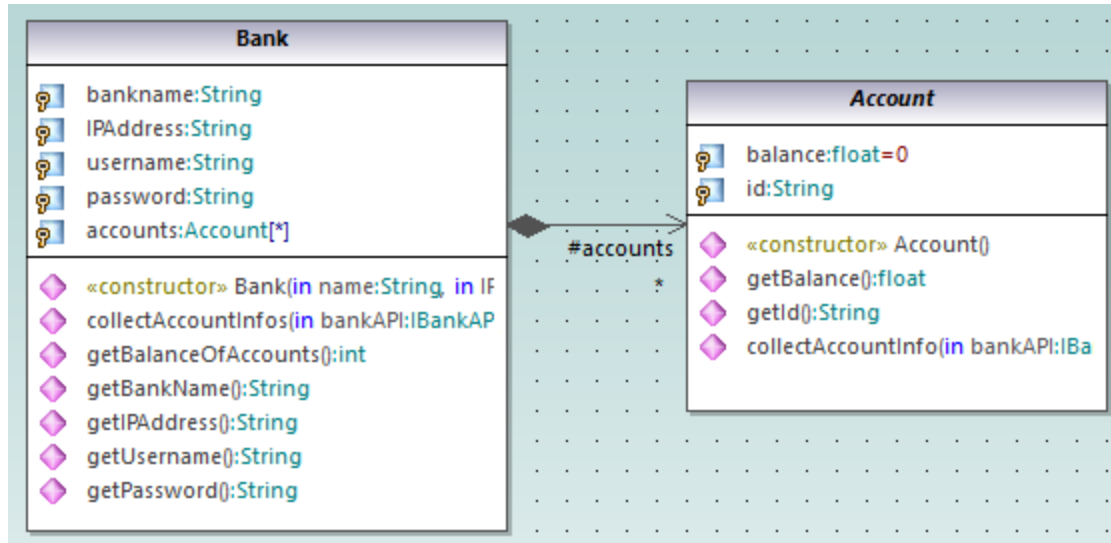 Bank
bankname:String
IPAddress:String
username:String
password:String
accounts:Account[*]
«constructor» Bank(in name:String, in IF
collectAccountInfos(in bankAPI:IBankAP
getBalanceOfAccounts():int
getBankName():String
getIPAddress():String
getUsername():String
getPassword():String
#accounts
*
Account
balance:float=0
id:String
«constructor» Account()
getBalance():float
getId():String
collectAccountInfo(in bankAPI:IBa